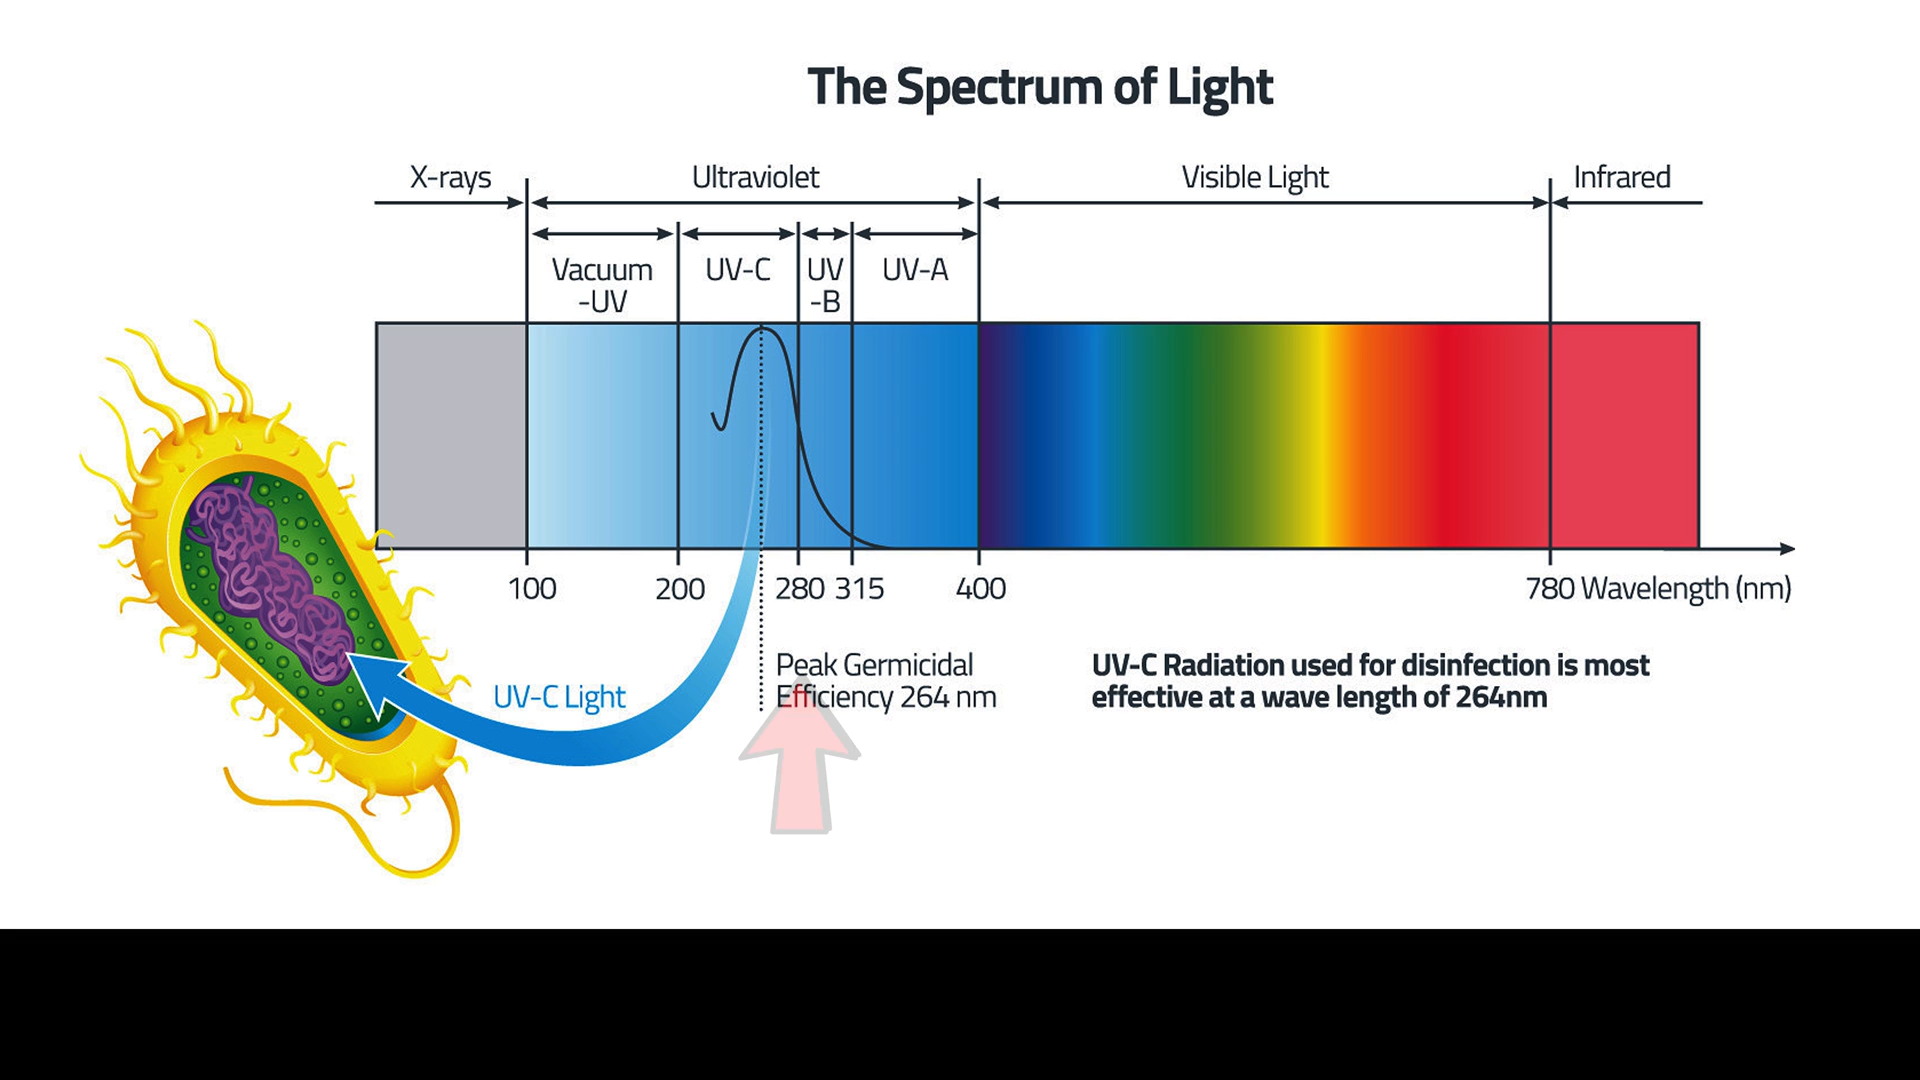 The Spectrum of Light
X-rays
Ultraviolet
Visible Light
Infrared
Vacuum
-UV
UV-C
UV
-B
UV-A
100
200
280
315
400
780 Wavelength (nm)
UV-C Light
Peak Germicidal
Efficiency 264 nm
UV-C Radiation used for disinfection is most
effective at a wave length of 264nm